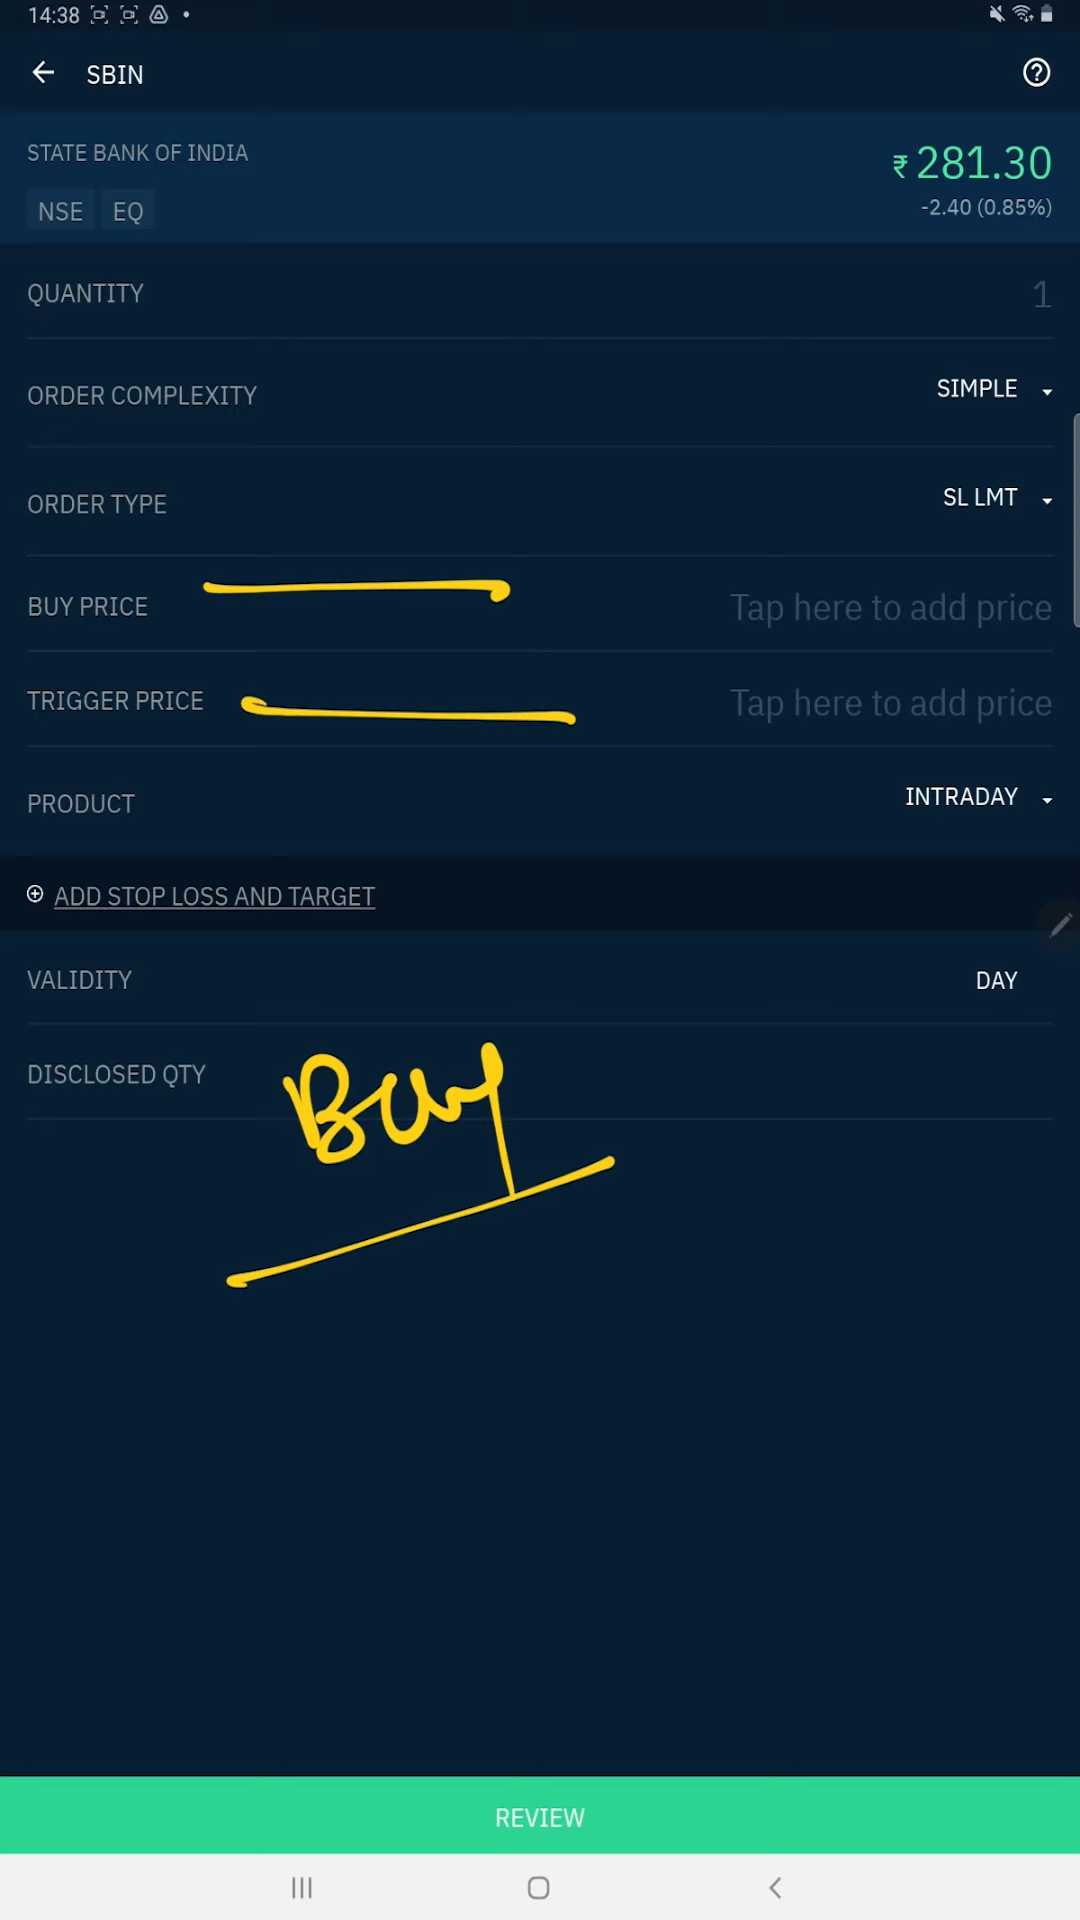 14:38
SBIN
STATE BANK OF INDIA
₹ 281.30
NSE EQ
-2.40 (0.85%)
QUANTITY 1
ORDER COMPLEXITY SIMPLE
ORDER TYPE SL LMT
BUY PRICE Tap here to add price
TRIGGER PRICE Tap here to add price
PRODUCT INTRADAY
ADD STOP LOSS AND TARGET
VALIDITY DAY
DISCLOSED QTY
Buy
REVIEW